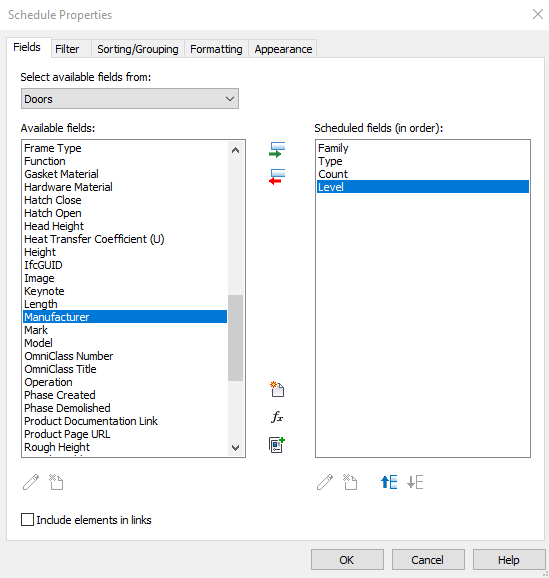 Schedule Properties
Fields
Filter
Sorting/Grouping
Formatting
Appearance
Select available fields from:
Doors
Available fields:
Frame Type
Function
Gasket Material
Hardware Material
Hatch Close
Hatch Open
Head Height
Heat Transfer Coefficient (U)
Height
IfcGUID
Image
Keynote
Length
Manufacturer
Mark
Model
OmniClass Number
OmniClass Title
Operation
Phase Created
Phase Demolished
Product Documentation Link
Product Page URL
Rough Height
fx
Scheduled fields (in order):
Family
Type
Count
Level
Include elements in links
OK
Cancel
Help